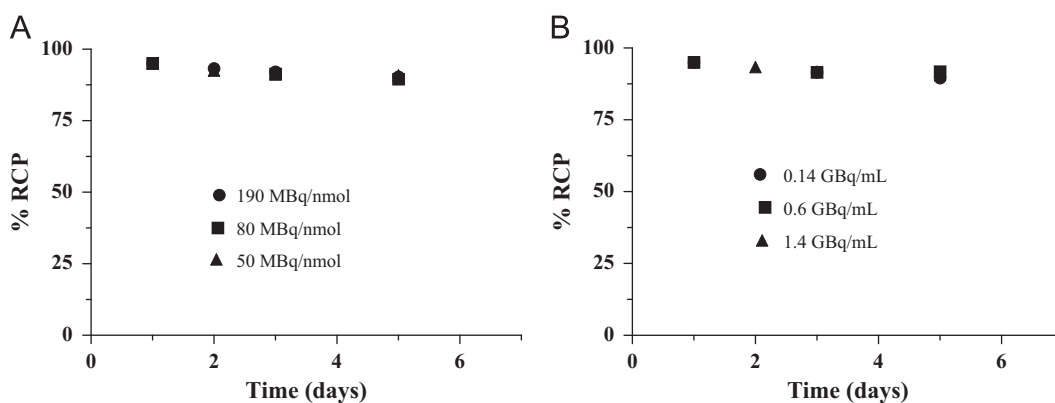 A
100
75
50
25
0
% RCP
190 MBq/nmol
80 MBq/nmol
50 MBq/nmol
0 2 4 6
Time (days)
B
100
75
50
25
0
% RCP
0.14 GBq/mL
0.6 GBq/mL
1.4 GBq/mL
0 2 4 6
Time (days)